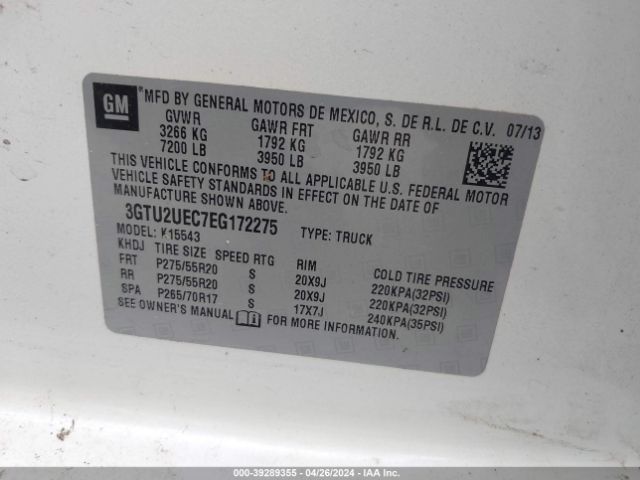 GM
MFD BY GENERAL MOTORS DE MEXICO, S. DE R.L. DE C.V. 07/13
GVWR GAWR FRT GAWR RR
3266 KG 1792 KG 1792 KG
7200 LB 3950 LB 3950 LB
THIS VEHICLE CONFORMS TO ALL APPLICABLE U.S. FEDERAL MOTOR
VEHICLE SAFETY STANDARDS IN EFFECT ON THE DATE OF
MANUFACTURE SHOWN ABOVE.
3GTU2UEC7EG172275 TYPE: TRUCK
MODEL: K15543
KHDJ TIRE SIZE SPEED RTG RIM COLD TIRE PRESSURE
FRT P275/55R20 S 20X9J 220KPA(32PSI)
RR P275/55R20 S 20X9J 220KPA(32PSI)
SPA P265/70R17 S 17X7J 240KPA(35PSI)
SEE OWNER'S MANUAL FOR MORE INFORMATION.
000-39289355 - 04/26/2024 - IAA Inc.